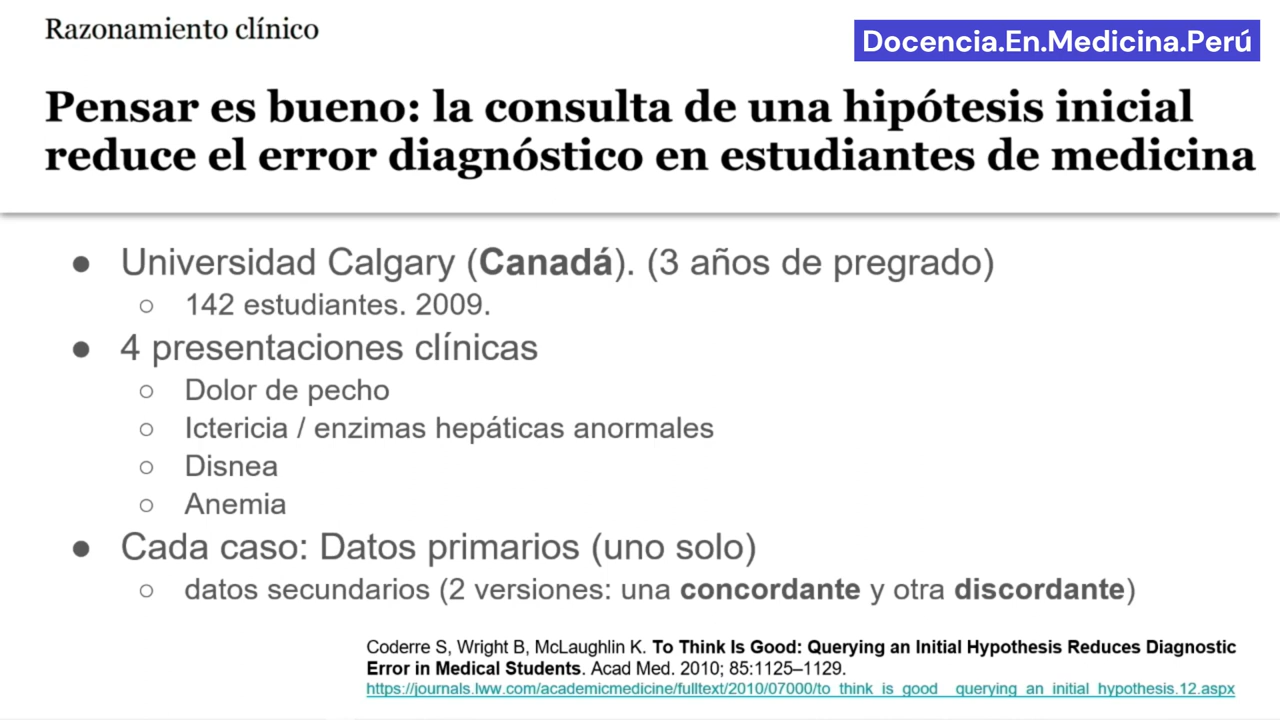 Razonamiento clínico
Docencia.En.Medicina.Perú
Pensar es bueno: la consulta de una hipótesis inicial
reduce el error diagnóstico en estudiantes de medicina
● Universidad Calgary (Canadá). (3 años de pregrado)
○ 142 estudiantes. 2009.
● 4 presentaciones clínicas
○ Dolor de pecho
○ Ictericia / enzimas hepáticas anormales
○ Disnea
○ Anemia
● Cada caso: Datos primarios (uno solo)
○ datos secundarios (2 versiones: una concordante y otra discordante)
Coderre S, Wright B, McLaughlin K. To Think Is Good: Querying an Initial Hypothesis Reduces Diagnostic
Error in Medical Students. Acad Med. 2010; 85:1125–1129.
https://journals.lww.com/academicmedicine/fulltext/2010/07000/to_think_is_good__querying_an_initial_hypothesis.12.aspx